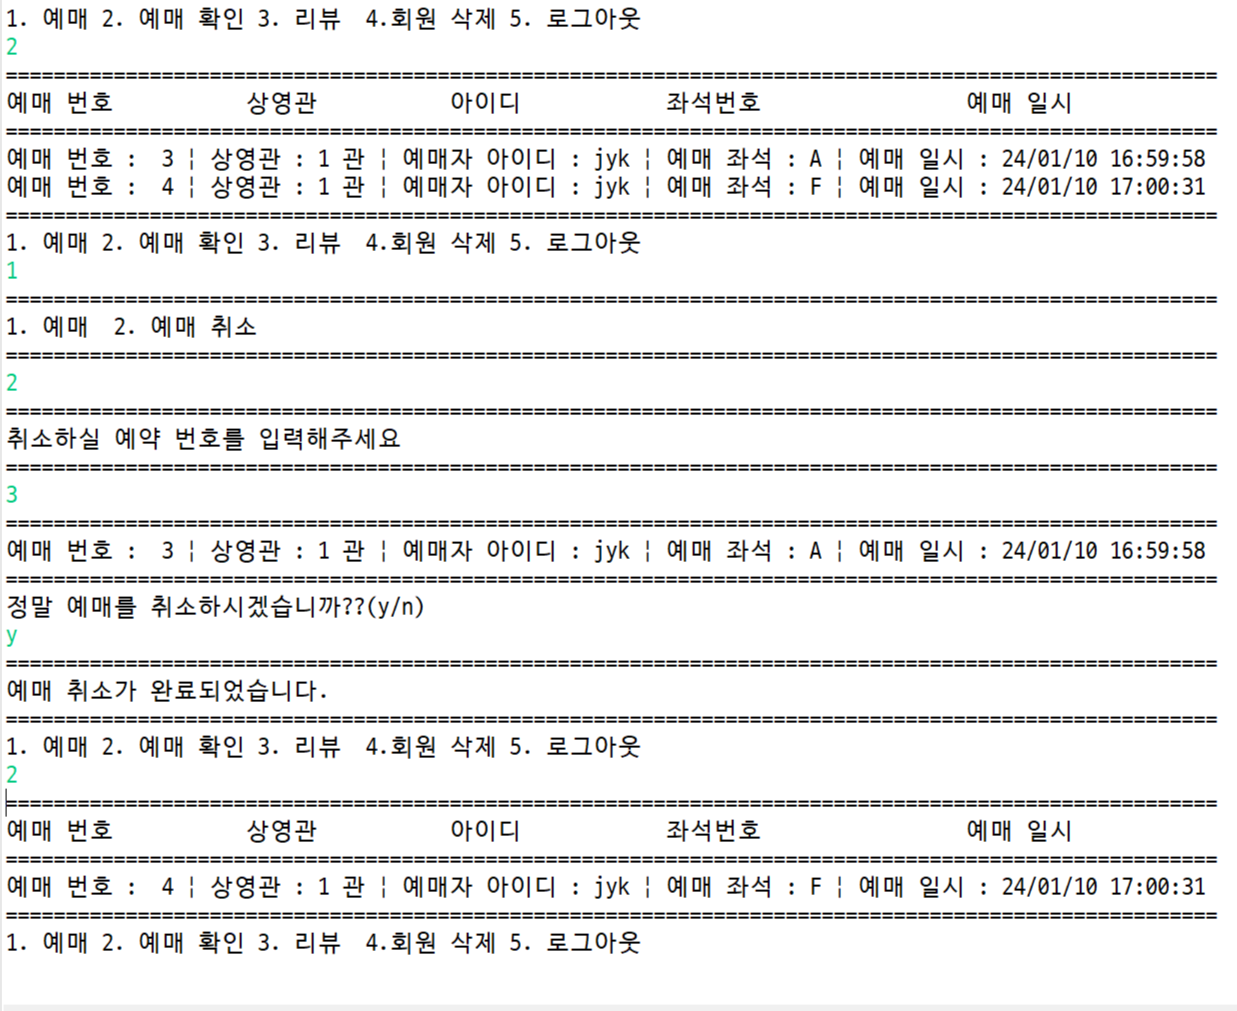 1. 예매 2. 예매 확인 3. 리뷰  4.회원 삭제 5. 로그아웃
2
=====================================================================================================
예매 번호           상영관           아이디            좌석번호                 예매 일시
=====================================================================================================
예매 번호 :  3 ¦ 상영관 : 1 관 ¦ 예매자 아이디 : jyk ¦ 예매 좌석 : A ¦ 예매 일시 : 24/01/10 16:59:58
예매 번호 :  4 ¦ 상영관 : 1 관 ¦ 예매자 아이디 : jyk ¦ 예매 좌석 : F ¦ 예매 일시 : 24/01/10 17:00:31
=====================================================================================================
1. 예매 2. 예매 확인 3. 리뷰  4.회원 삭제 5. 로그아웃
1
=====================================================================================================
1. 예매  2. 예매 취소
=====================================================================================================
2
=====================================================================================================
취소하실 예약 번호를 입력해주세요
=====================================================================================================
3
=====================================================================================================
예매 번호 :  3 ¦ 상영관 : 1 관 ¦ 예매자 아이디 : jyk ¦ 예매 좌석 : A ¦ 예매 일시 : 24/01/10 16:59:58
=====================================================================================================
정말 예매를 취소하시겠습니까??(y/n)
y
=====================================================================================================
예매 취소가 완료되었습니다.
=====================================================================================================
1. 예매 2. 예매 확인 3. 리뷰  4.회원 삭제 5. 로그아웃
2
=====================================================================================================
예매 번호           상영관           아이디            좌석번호                 예매 일시
=====================================================================================================
예매 번호 :  4 ¦ 상영관 : 1 관 ¦ 예매자 아이디 : jyk ¦ 예매 좌석 : F ¦ 예매 일시 : 24/01/10 17:00:31
=====================================================================================================
1. 예매 2. 예매 확인 3. 리뷰  4.회원 삭제 5. 로그아웃